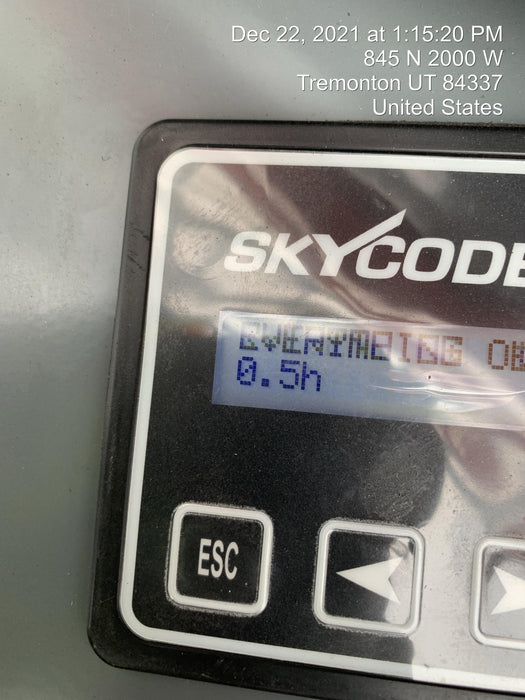 Dec 22, 2021 at 1:15:20 PM
845 N 2000 W
Tremonton UT 84337
United States
SKYCODE
0.5h
ESC